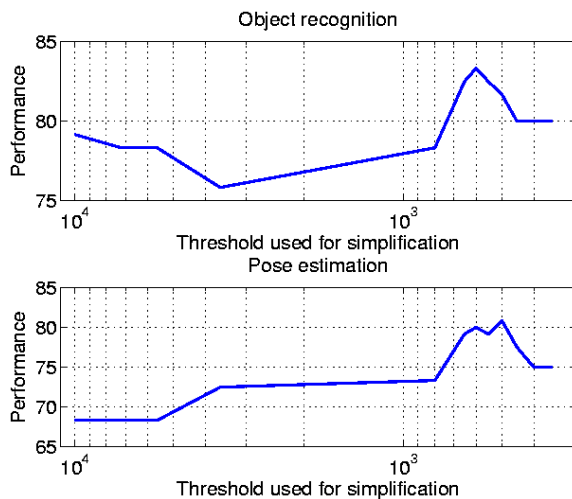 Object recognition
85
80
75
Performance
10^4
10^3
Threshold used for simplification
Pose estimation
85
80
75
70
65
Performance
10^4
10^3
Threshold used for simplification